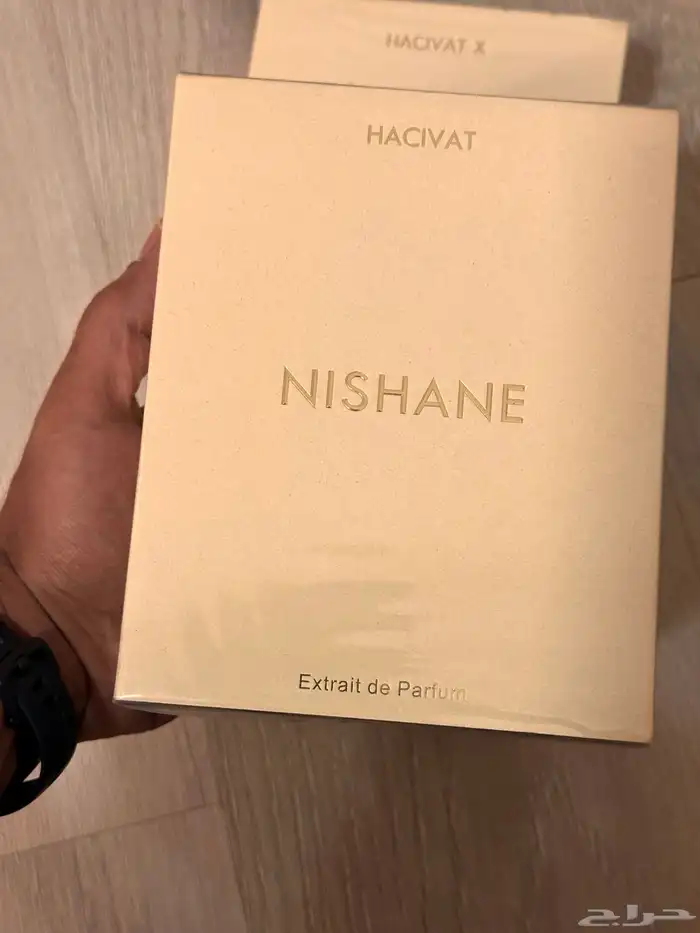 HACIVAT X
HACIVAT
NISHANE
Extrait de Parfum
حراج